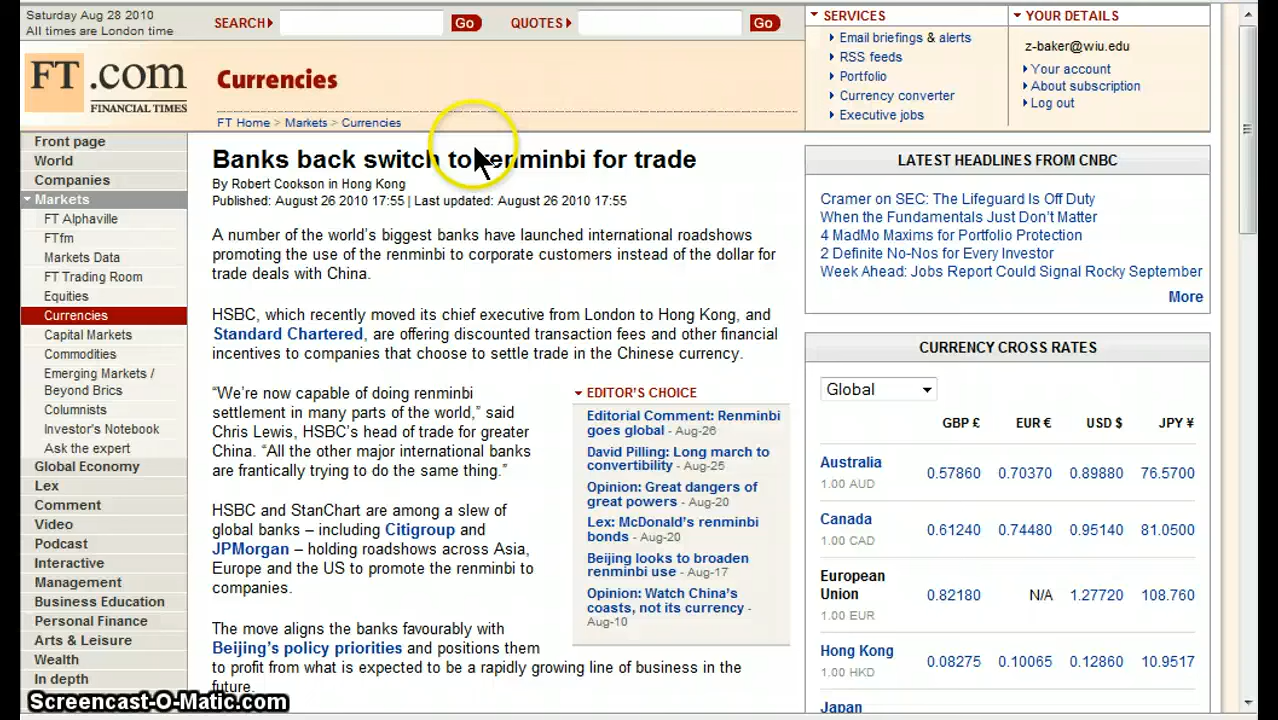 Saturday Aug 28 2010
All times are London time
SEARCH
Go
QUOTES
Go
SERVICES
Email briefings & alerts
RSS feeds
Portfolio
Currency converter
Executive jobs
YOUR DETAILS
z-baker@wiu.edu
Your account
About subscription
Log out
FT.com
FINANCIAL TIMES
Currencies
FT Home > Markets > Currencies
Front page
World
Companies
Markets
FT Alphaville
FTfm
Markets Data
FT Trading Room
Equities
Currencies
Capital Markets
Commodities
Emerging Markets /
Beyond Brics
Columnists
Investor's Notebook
Ask the expert
Global Economy
Lex
Comment
Video
Podcast
Interactive
Management
Business Education
Personal Finance
Arts & Leisure
Wealth
In depth
Banks back switch to renminbi for trade
By Robert Cookson in Hong Kong
Published: August 26 2010 17:55 | Last updated: August 26 2010 17:55
A number of the world's biggest banks have launched international roadshows
promoting the use of the renminbi to corporate customers instead of the dollar for
trade deals with China.
HSBC, which recently moved its chief executive from London to Hong Kong, and
Standard Chartered, are offering discounted transaction fees and other financial
incentives to companies that choose to settle trade in the Chinese currency.
“We're now capable of doing renminbi
settlement in many parts of the world,” said
Chris Lewis, HSBC's head of trade for greater
China. “All the other major international banks
are frantically trying to do the same thing.”
HSBC and StanChart are among a slew of
global banks – including Citigroup and
JPMorgan – holding roadshows across Asia,
Europe and the US to promote the renminbi to
companies.
The move aligns the banks favourably with
Beijing's policy priorities and positions them
to profit from what is expected to be a rapidly growing line of business in the
future.
EDITOR'S CHOICE
Editorial Comment: Renminbi
goes global - Aug-26
David Pilling: Long march to
convertibility - Aug-25
Opinion: Great dangers of
great powers - Aug-20
Lex: McDonald's renminbi
bonds - Aug-20
Beijing looks to broaden
renminbi use - Aug-17
Opinion: Watch China's
coasts, not its currency -
Aug-10
LATEST HEADLINES FROM CNBC
Cramer on SEC: The Lifeguard Is Off Duty
When the Fundamentals Just Don't Matter
4 MadMo Maxims for Portfolio Protection
2 Definite No-Nos for Every Investor
Week Ahead: Jobs Report Could Signal Rocky September
More
CURRENCY CROSS RATES
Global
GBP £ EUR € USD $ JPY ¥
Australia
1.00 AUD
0.57860 0.70370 0.89880 76.5700
Canada
1.00 CAD
0.61240 0.74480 0.95140 81.0500
European
Union
1.00 EUR
0.82180 N/A 1.27720 108.760
Hong Kong
1.00 HKD
0.08275 0.10065 0.12860 10.9517
Japan
Screencast-O-Matic.com